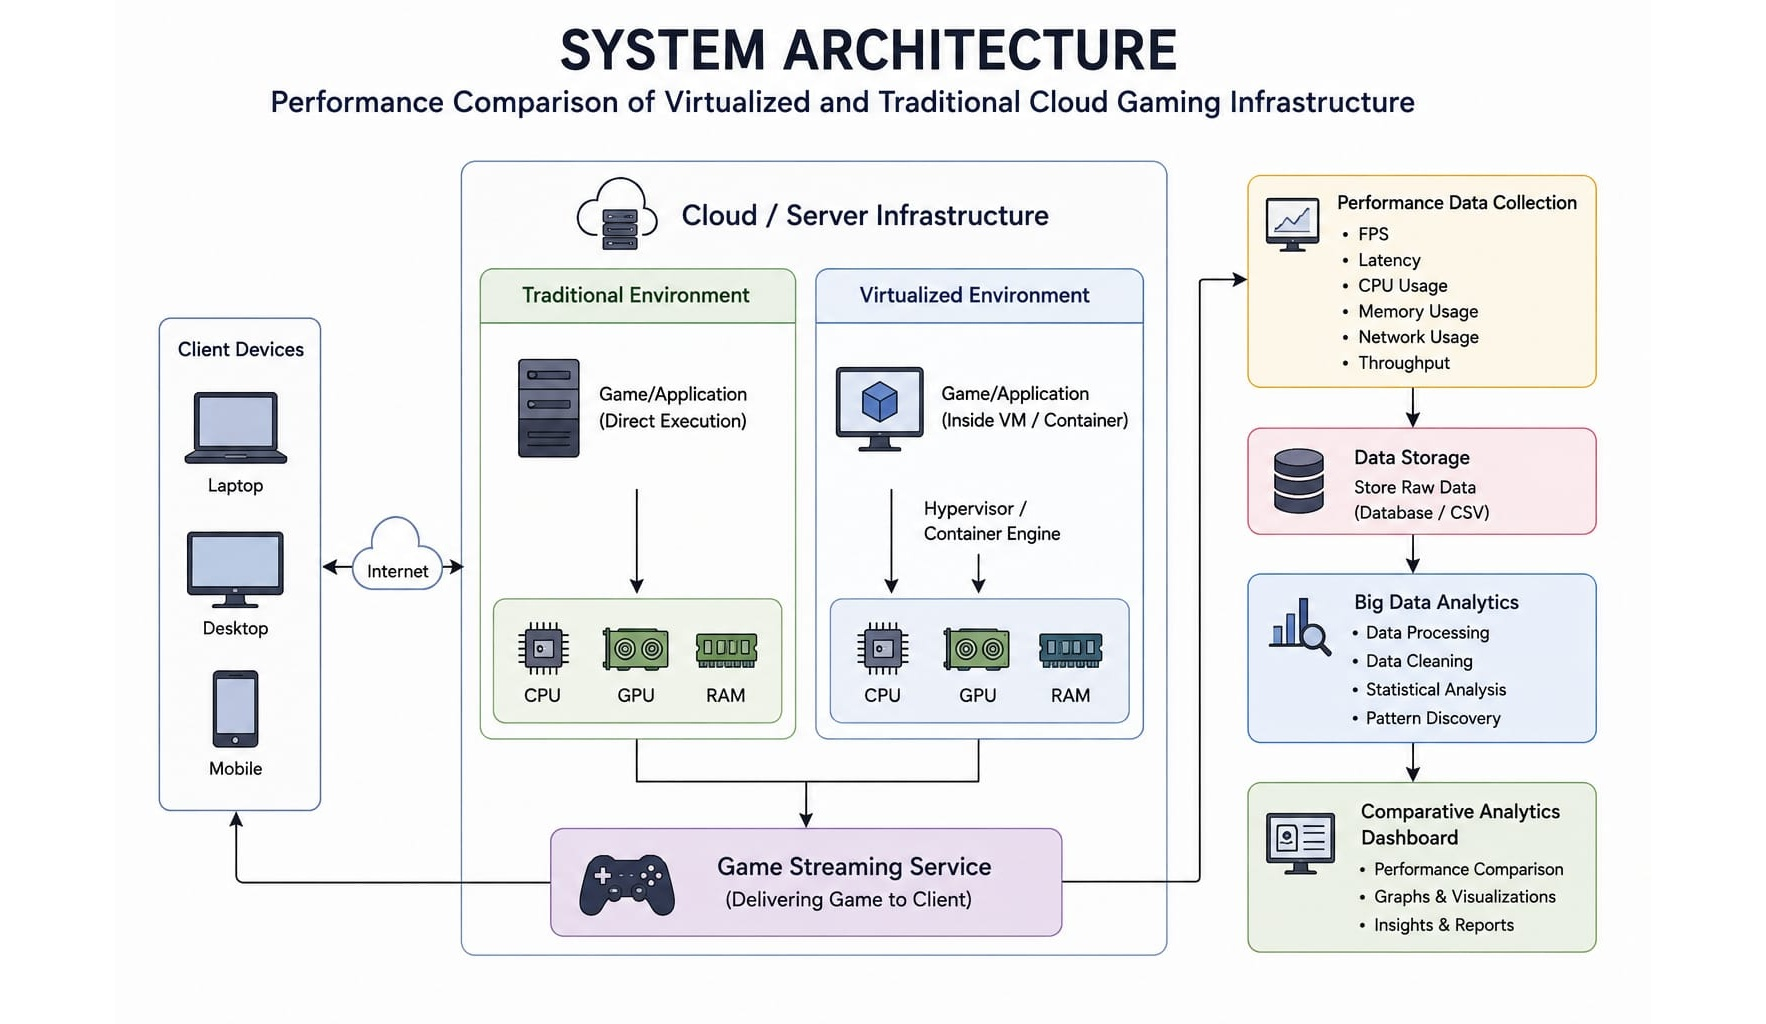 SYSTEM ARCHITECTURE
Performance Comparison of Virtualized and Traditional Cloud Gaming Infrastructure
Client Devices
Laptop
Desktop
Mobile
Internet
Cloud / Server Infrastructure
Traditional Environment
Game/Application
(Direct Execution)
CPU
GPU
RAM
Virtualized Environment
Game/Application
(Inside VM / Container)
Hypervisor /
Container Engine
CPU
GPU
RAM
Game Streaming Service
(Delivering Game to Client)
Performance Data Collection
• FPS
• Latency
• CPU Usage
• Memory Usage
• Network Usage
• Throughput
Data Storage
Store Raw Data
(Database / CSV)
Big Data Analytics
• Data Processing
• Data Cleaning
• Statistical Analysis
• Pattern Discovery
Comparative Analytics
Dashboard
• Performance Comparison
• Graphs & Visualizations
• Insights & Reports